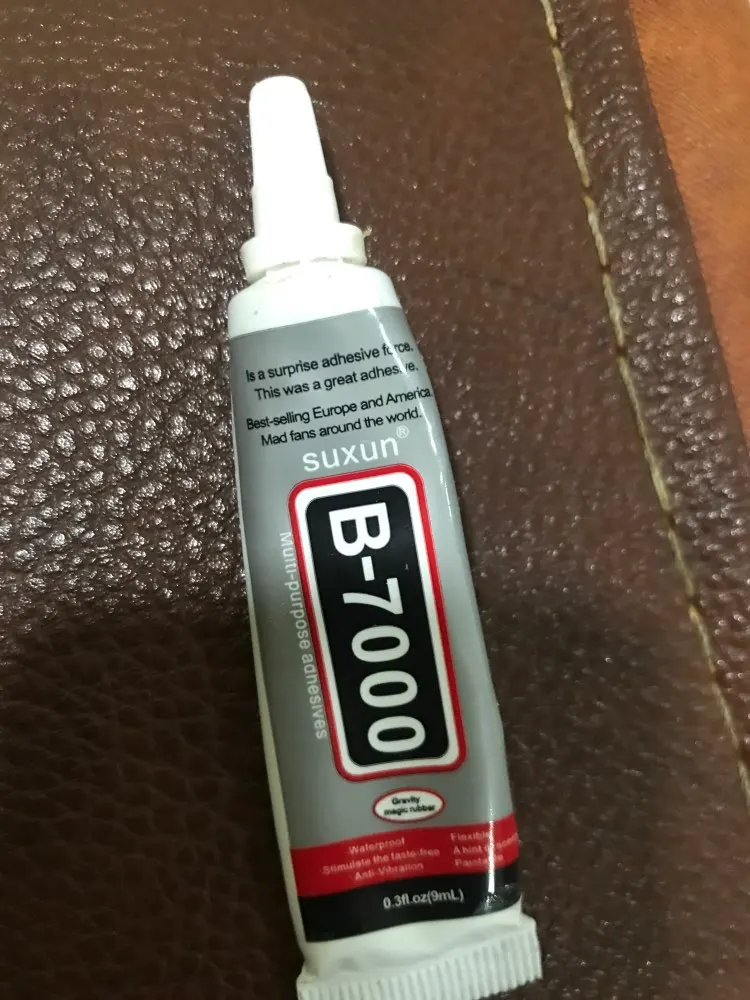 Is a surprise adhesive force.
This was a great adhesive.
Best-selling Europe and America.
Mad fans around the world.
suxun®
B-7000
Multi-purpose adhesives
Gravity
magic rubber
Waterproof
Stimulate the taste-free
Anti-Vibration
Flexible
A hint of
0.3fl.oz(9mL)